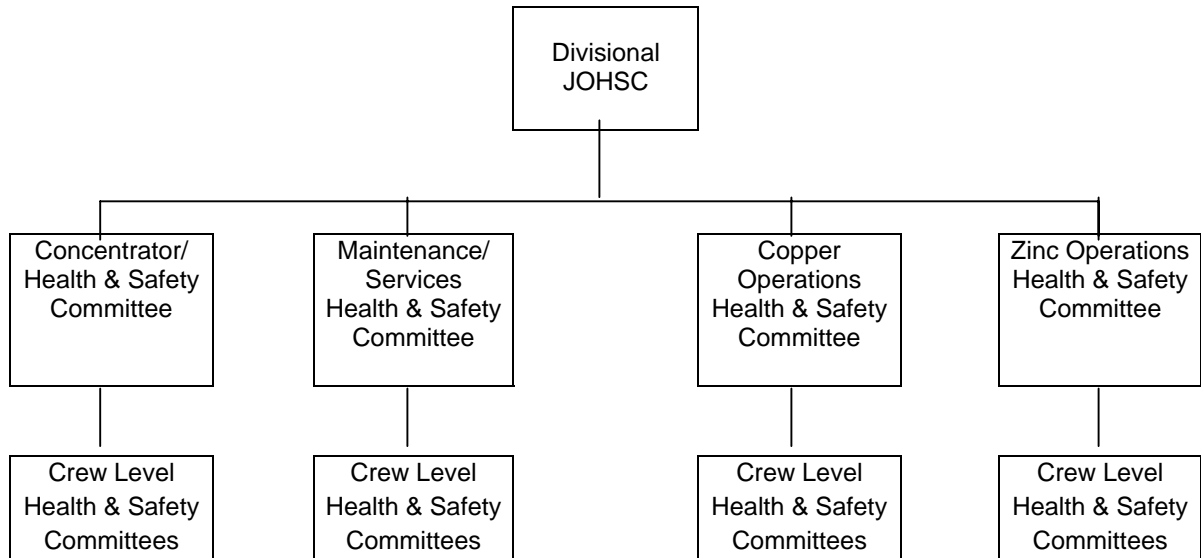 Divisional
JOHSC
Concentrator/
Health & Safety
Committee
Maintenance/
Services
Health & Safety
Committee
Copper
Operations
Health & Safety
Committee
Zinc Operations
Health & Safety
Committee
Crew Level
Health & Safety
Committees
Crew Level
Health & Safety
Committees
Crew Level
Health & Safety
Committees
Crew Level
Health & Safety
Committees